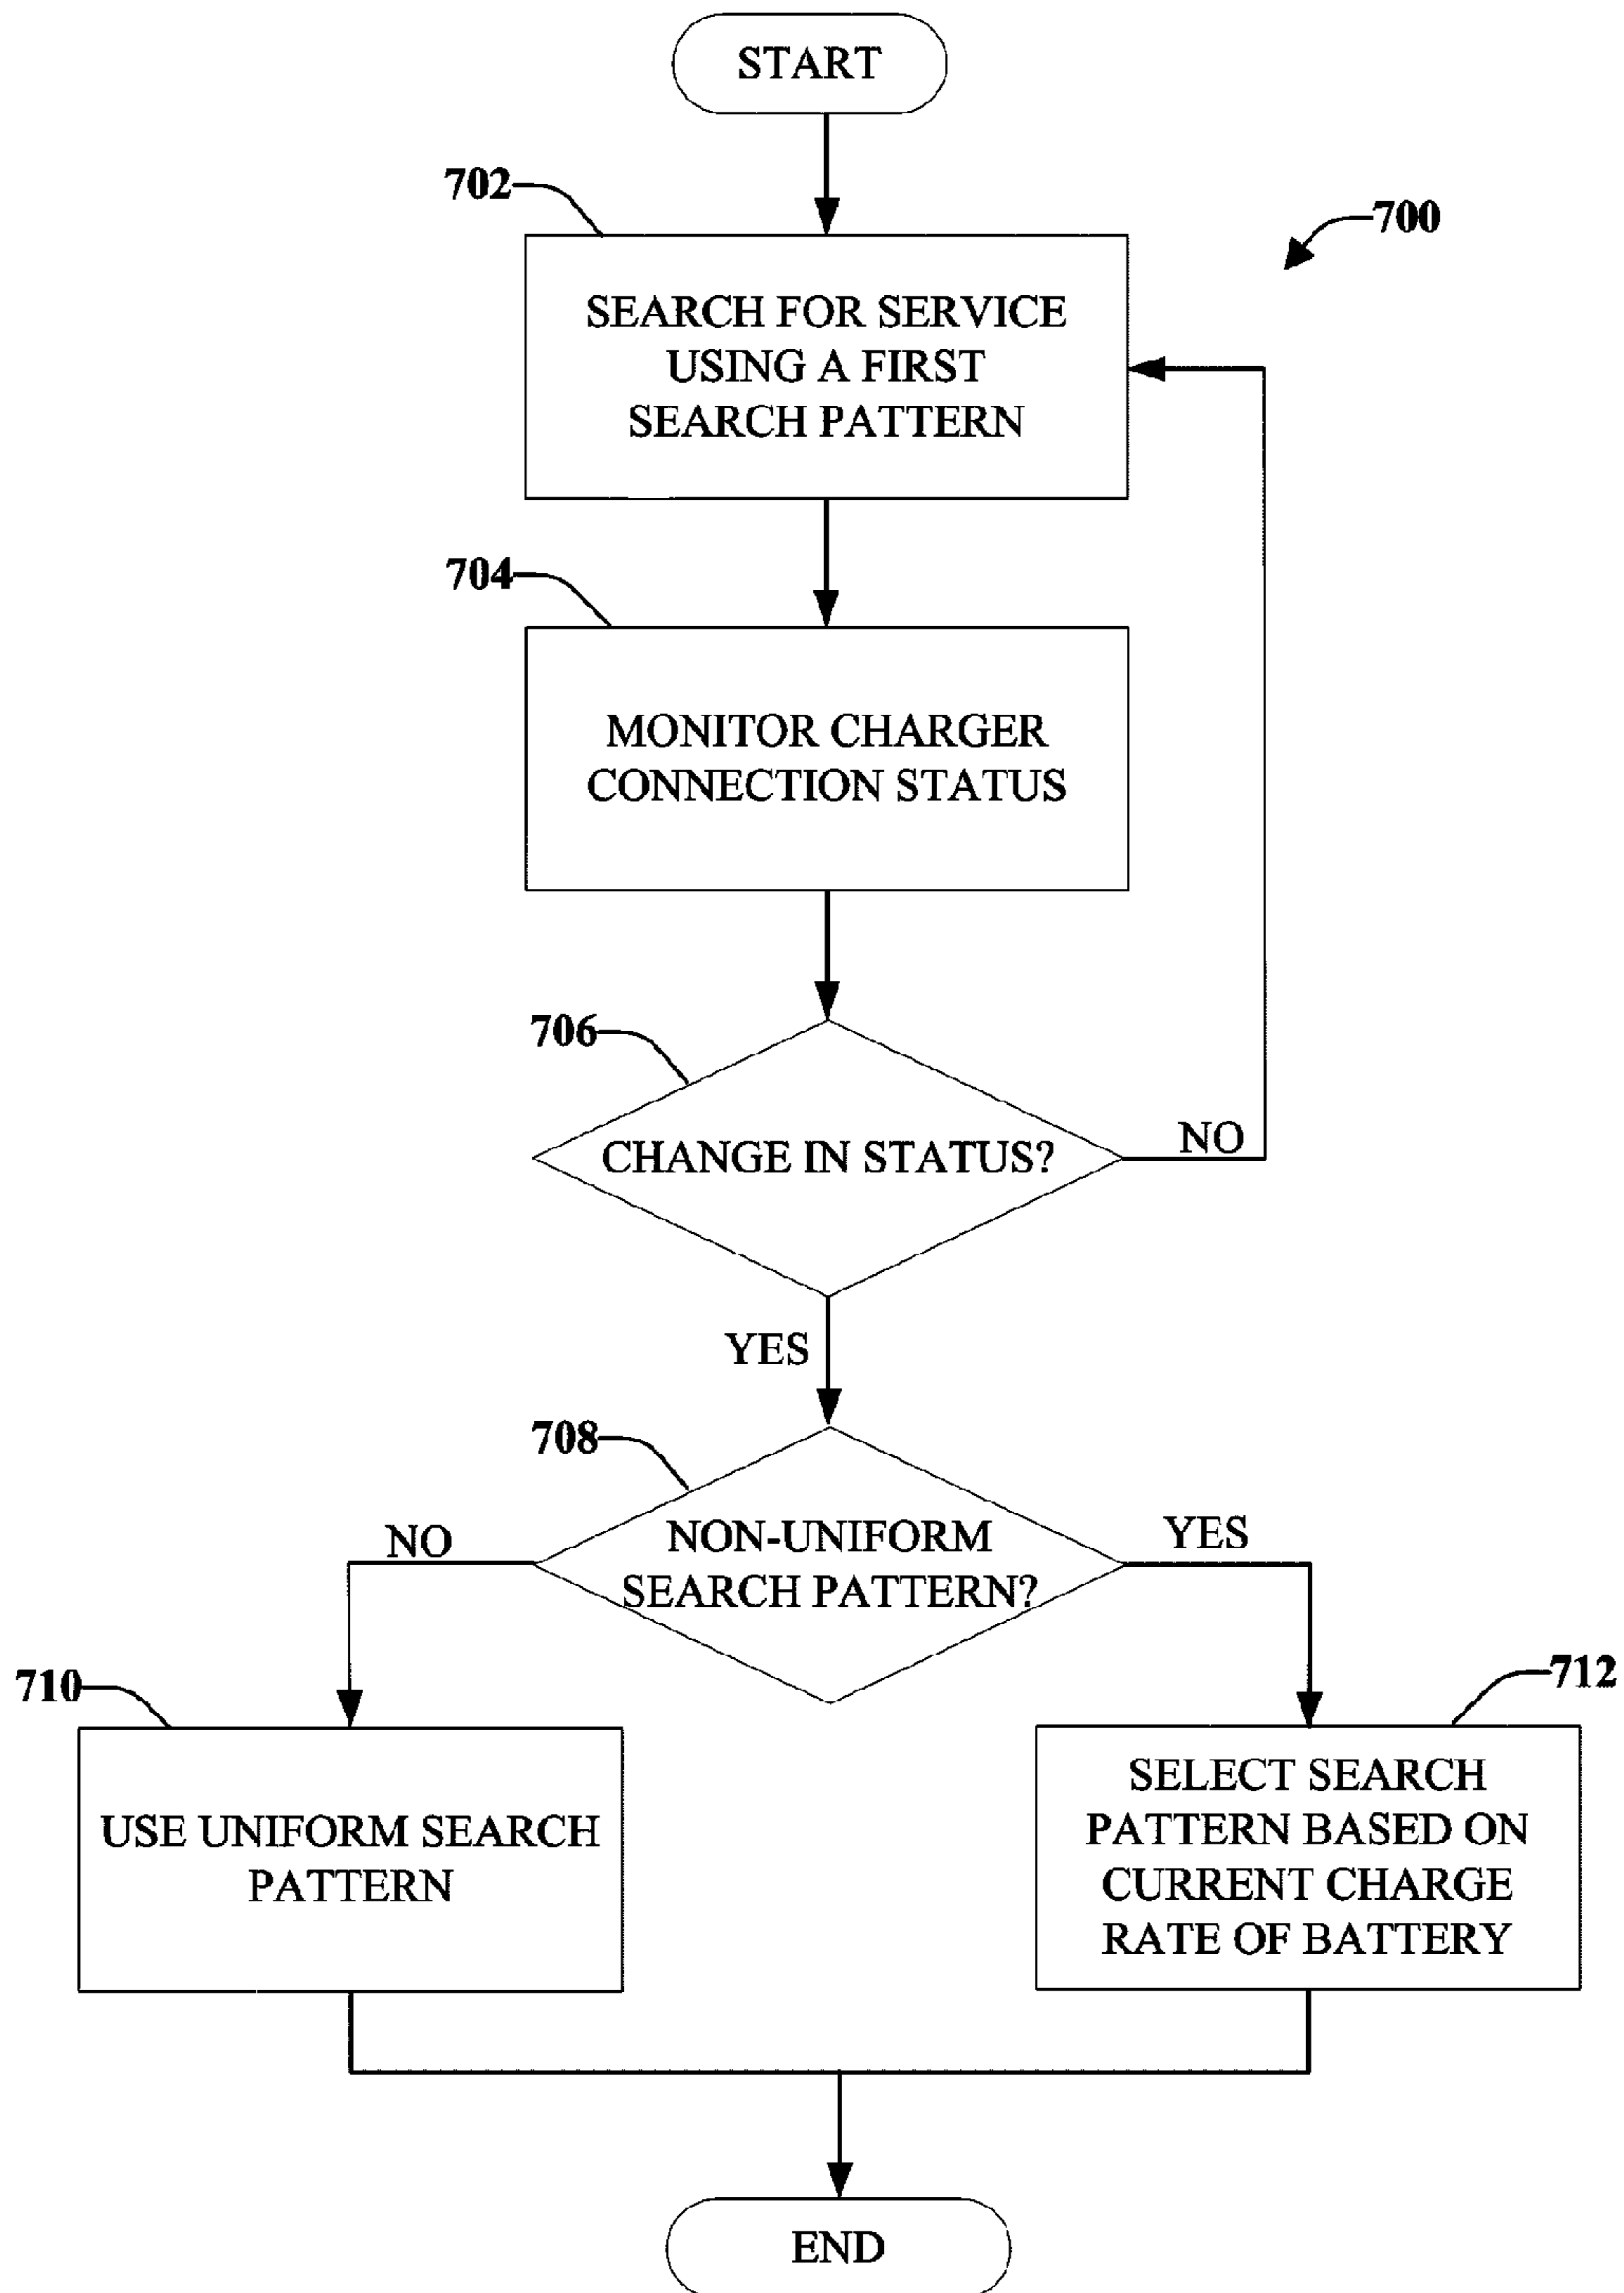 START
702
700
SEARCH FOR SERVICE
USING A FIRST
SEARCH PATTERN
704
MONITOR CHARGER
CONNECTION STATUS
706
CHANGE IN STATUS?
NO
YES
708
NON-UNIFORM
SEARCH PATTERN?
NO
YES
710
USE UNIFORM SEARCH
PATTERN
712
SELECT SEARCH
PATTERN BASED ON
CURRENT CHARGE
RATE OF BATTERY
END